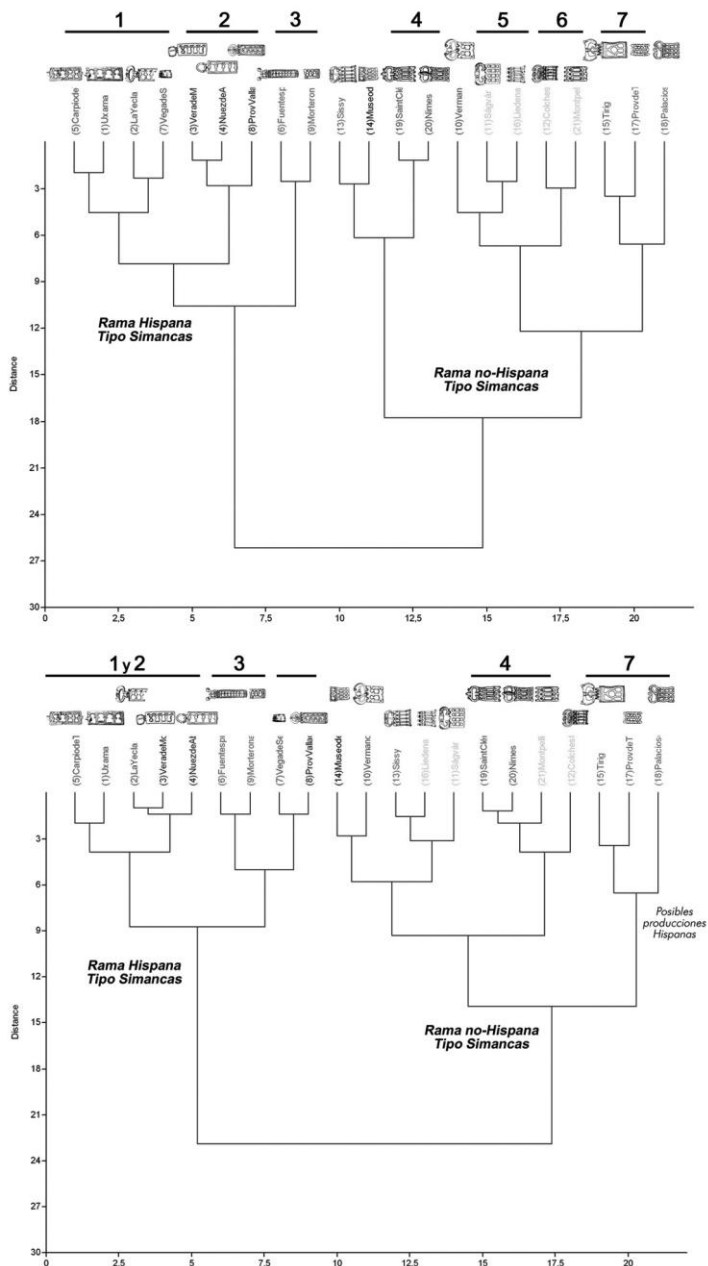 1 2 3 4 5 6 7
(5)Carpiode
(1)Uxama
(2)LaYecla
(7)VegadeS
(3)VeradeM
(4)NuezdeA
(8)ProvValla
(6)Fuentesp
(9)Morteron
(13)Sissy
(14)Museod
(19)SaintClé
(20)Nimes
(10)Verman
(11)Ságvár
(16)Liedena
(12)Colches
(21)Montpel
(15)Tirig
(17)ProvdeT
(18)Palacios
3
6
9
12
15
18
21
24
27
30
Distance
Rama Hispana
Tipo Simancas
Rama no-Hispana
Tipo Simancas
0 2,5 5 7,5 10 12,5 15 17,5 20
1 y 2 3 4 7
(5)CarpiodeT
(1)Uxama
(2)LaYecla
(3)VeradeMo
(4)NuezdeAb
(6)Fuentesp
(9)Morterona
(7)VegadeSe
(8)ProvVallad
(14)Museode
(10)Vermanc
(13)Sissy
(16)Liedena
(11)Ságvár
(19)SaintClé
(20)Nimes
(21)Montpelli
(12)Colchest
(15)Tirig
(17)ProvdeT
(18)Palacios
3
6
9
12
15
18
21
24
27
30
Distance
Rama Hispana
Tipo Simancas
Rama no-Hispana
Tipo Simancas
Posibles
producciones
Hispanas
0 2,5 5 7,5 10 12,5 15 17,5 20